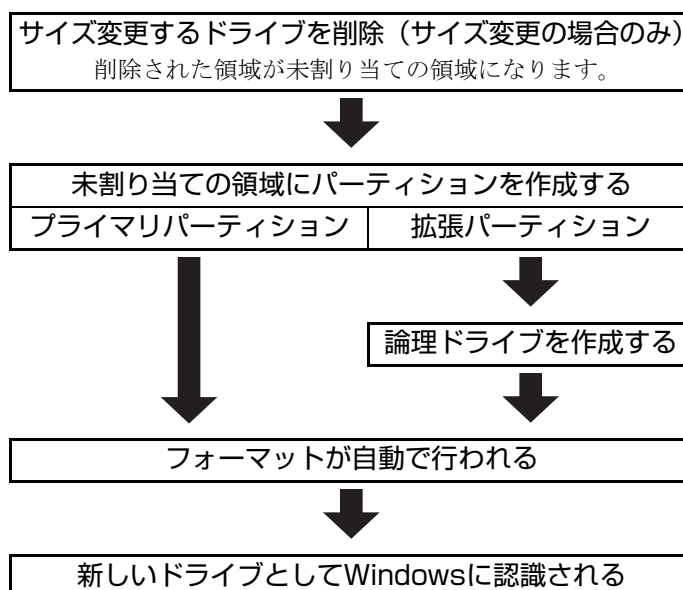 サイズ変更するドライブを削除（サイズ変更の場合のみ）
削除された領域が未割り当ての領域になります。
未割り当ての領域にパーティションを作成する
プライマリパーティション
拡張パーティション
論理ドライブを作成する
フォーマットが自動で行われる
新しいドライブとしてWindowsに認識される